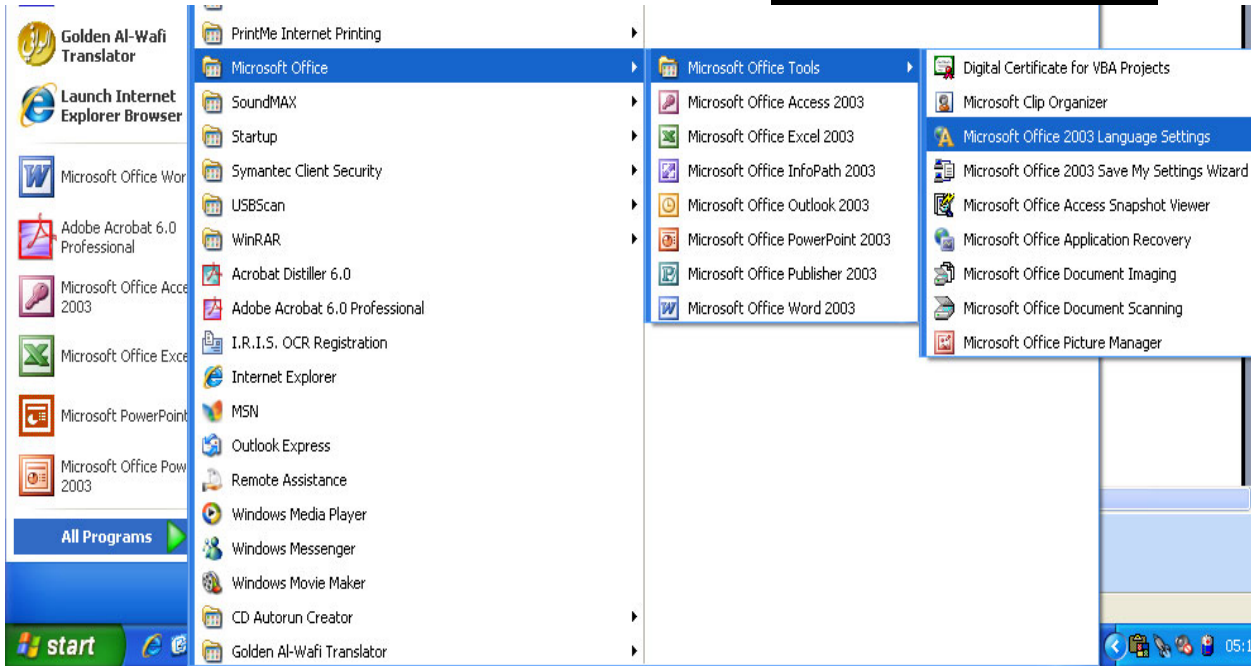 Golden Al-Wafi
Translator
Launch Internet
Explorer Browser
Microsoft Office Wor
Adobe Acrobat 6.0
Professional
Microsoft Office Acce
2003
Microsoft Office Exce
Microsoft PowerPoint
Microsoft Office Pow
2003
All Programs
start
PrintMe Internet Printing
Microsoft Office
SoundMAX
Startup
Symantec Client Security
USBScan
WinRAR
Acrobat Distiller 6.0
Adobe Acrobat 6.0 Professional
I.R.I.S. OCR Registration
Internet Explorer
MSN
Outlook Express
Remote Assistance
Windows Media Player
Windows Messenger
Windows Movie Maker
CD Autorun Creator
Golden Al-Wafi Translator
Microsoft Office Tools
Microsoft Office Access 2003
Microsoft Office Excel 2003
Microsoft Office InfoPath 2003
Microsoft Office Outlook 2003
Microsoft Office PowerPoint 2003
Microsoft Office Publisher 2003
Microsoft Office Word 2003
Digital Certificate for VBA Projects
Microsoft Clip Organizer
Microsoft Office 2003 Language Settings
Microsoft Office 2003 Save My Settings Wizard
Microsoft Office Access Snapshot Viewer
Microsoft Office Application Recovery
Microsoft Office Document Imaging
Microsoft Office Document Scanning
Microsoft Office Picture Manager
05:1